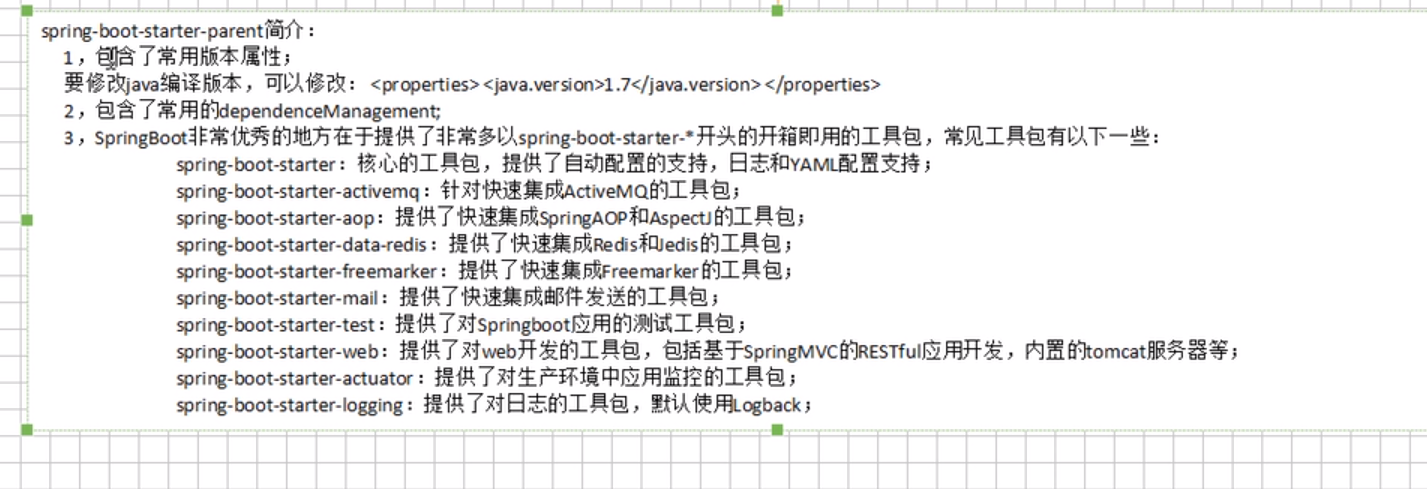 spring-boot-starter-parent简介：
1，包含了常用版本属性；
要修改java编译版本，可以修改：<properties><java.version>1.7</java.version></properties>
2，包含了常用的dependenceManagement;
3，SpringBoot非常优秀的地方在于提供了非常多以spring-boot-starter-*开头的开箱即用的工具包，常见工具包有以下一些：
spring-boot-starter：核心的工具包，提供了自动配置的支持，日志和YAML配置支持；
spring-boot-starter-activemq：针对快速集成ActiveMQ的工具包；
spring-boot-starter-aop：提供了快速集成SpringAOP和AspectJ的工具包；
spring-boot-starter-data-redis：提供了快速集成Redis和Jedis的工具包；
spring-boot-starter-freemarker：提供了快速集成Freemarker的工具包；
spring-boot-starter-mail：提供了快速集成邮件发送的工具包；
spring-boot-starter-test：提供了对Springboot应用的测试工具包；
spring-boot-starter-web：提供了对web开发的工具包，包括基于SpringMVC的RESTful应用开发，内置的tomcat服务器等；
spring-boot-starter-actuator：提供了对生产环境中应用监控的工具包；
spring-boot-starter-logging：提供了对日志的工具包，默认使用Logback；